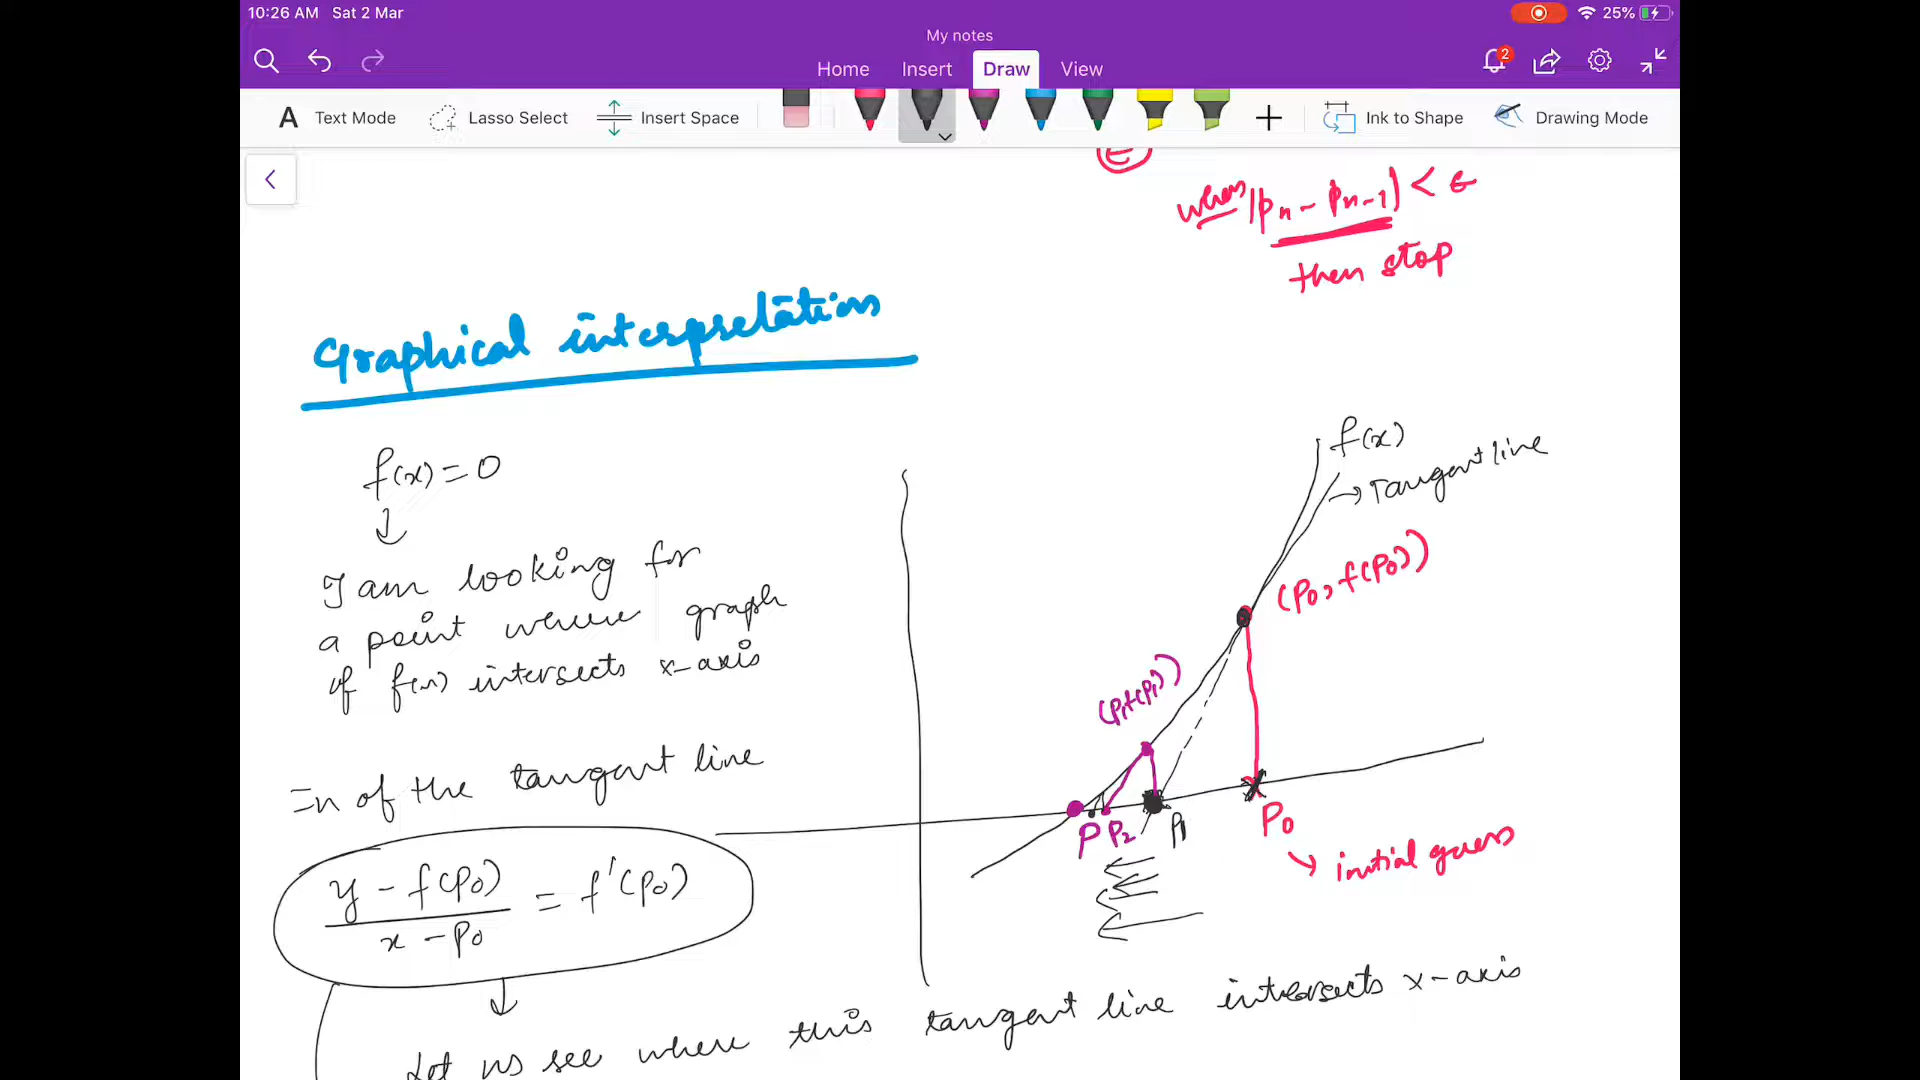 10:26 AM Sat 2 Mar
25%
My notes
2
Home Insert Draw View
A Text Mode Lasso Select Insert Space Ink to Shape Drawing Mode
E
when |pn - pn-1| < ε
then stop
Graphical interpretation
f(x) = 0
↓
I am looking for
a point where graph
of f(x) intersects x-axis
=n of the tangent line
y - f(p0)
x - p0
= f'(p0)
↓
f(x)
→ Tangent line
(p0, f(p0))
(p1, f(p1))
P P2 P1 P0
↘ initial guess
Let us see where this tangent line intersects x-axis